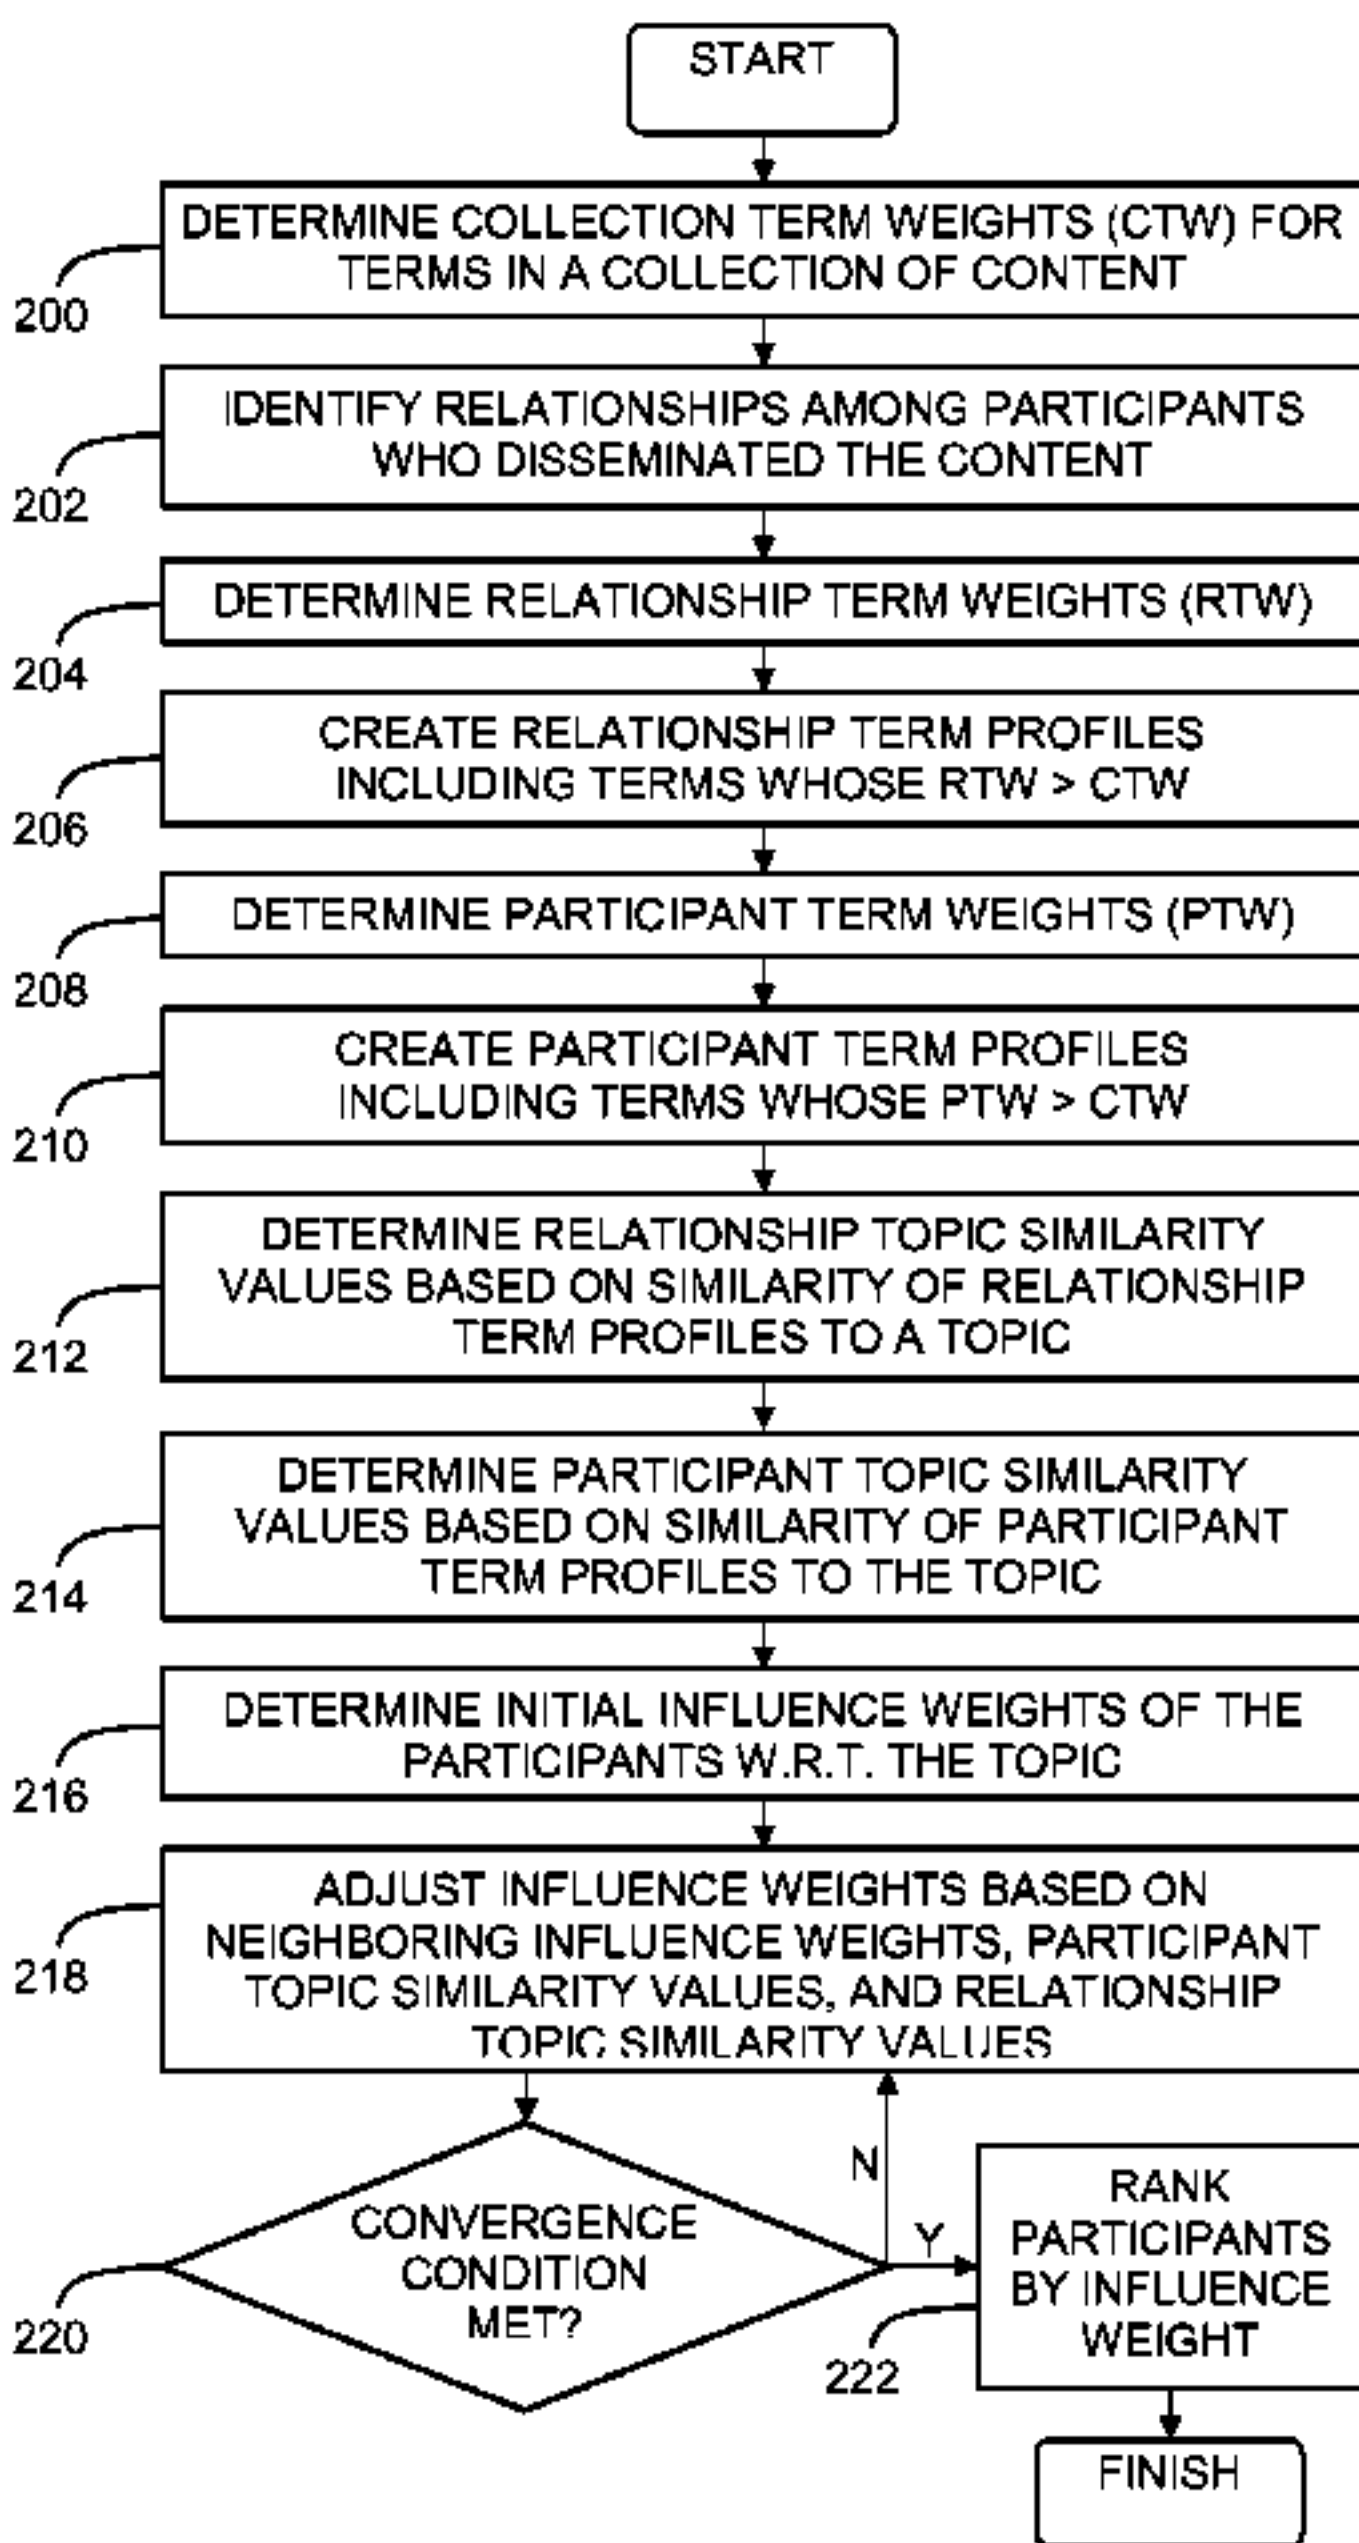 START
DETERMINE COLLECTION TERM WEIGHTS (CTW) FOR
TERMS IN A COLLECTION OF CONTENT
200
IDENTIFY RELATIONSHIPS AMONG PARTICIPANTS
WHO DISSEMINATED THE CONTENT
202
DETERMINE RELATIONSHIP TERM WEIGHTS (RTW)
204
CREATE RELATIONSHIP TERM PROFILES
INCLUDING TERMS WHOSE RTW > CTW
206
DETERMINE PARTICIPANT TERM WEIGHTS (PTW)
208
CREATE PARTICIPANT TERM PROFILES
INCLUDING TERMS WHOSE PTW > CTW
210
DETERMINE RELATIONSHIP TOPIC SIMILARITY
VALUES BASED ON SIMILARITY OF RELATIONSHIP
TERM PROFILES TO A TOPIC
212
DETERMINE PARTICIPANT TOPIC SIMILARITY
VALUES BASED ON SIMILARITY OF PARTICIPANT
TERM PROFILES TO THE TOPIC
214
DETERMINE INITIAL INFLUENCE WEIGHTS OF THE
PARTICIPANTS W.R.T. THE TOPIC
216
ADJUST INFLUENCE WEIGHTS BASED ON
NEIGHBORING INFLUENCE WEIGHTS, PARTICIPANT
TOPIC SIMILARITY VALUES, AND RELATIONSHIP
TOPIC SIMILARITY VALUES
218
CONVERGENCE
CONDITION
MET?
220
N
Y
RANK
PARTICIPANTS
BY INFLUENCE
WEIGHT
222
FINISH